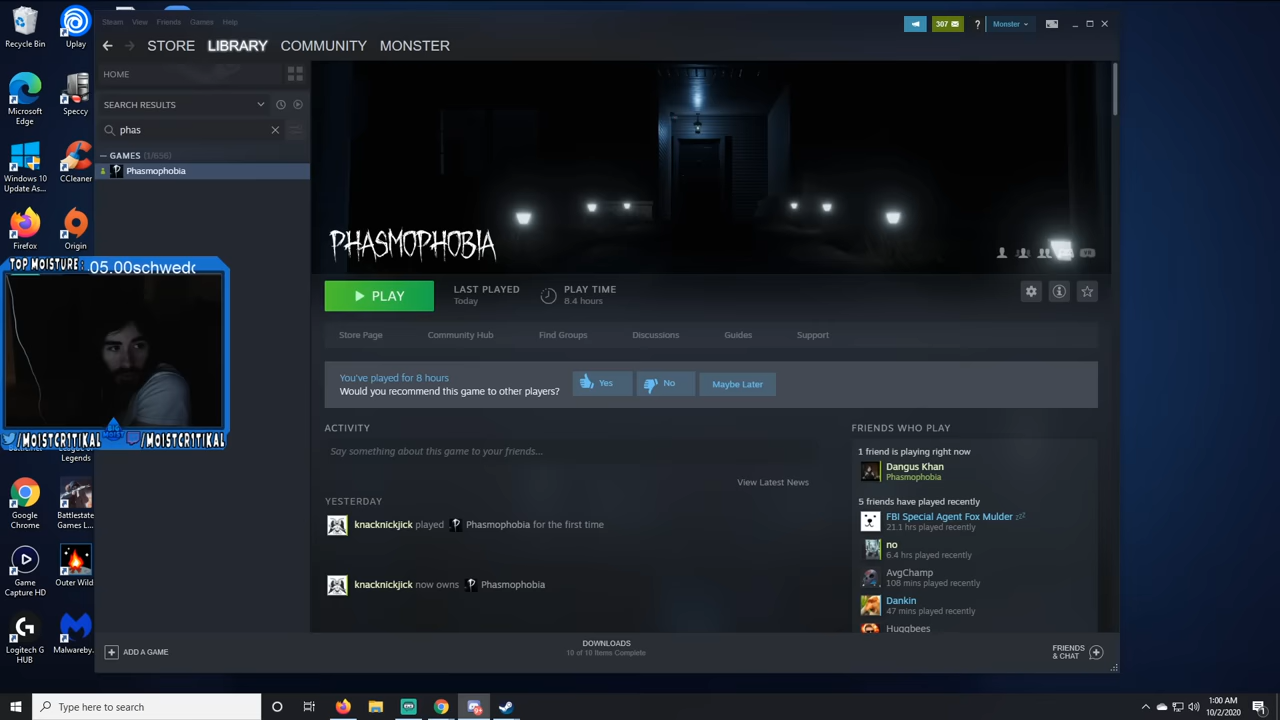 Steam View Friends Games Help
307
?
Monster
STORE LIBRARY COMMUNITY MONSTER
HOME
SEARCH RESULTS
phas
GAMES (1/656)
Phasmophobia
PHASMOPHOBIA
PLAY
LAST PLAYED
Today
PLAY TIME
8.4 hours
Store Page Community Hub Find Groups Discussions Guides Support
You've played for 8 hours
Would you recommend this game to other players?
Yes No Maybe Later
ACTIVITY
Say something about this game to your friends...
View Latest News
YESTERDAY
knacknickjick played Phasmophobia for the first time
knacknickjick now owns Phasmophobia
FRIENDS WHO PLAY
1 friend is playing right now
Dangus Khan
Phasmophobia
5 friends have played recently
FBI Special Agent Fox Mulder zzz
21.1 hrs played recently
no
6.4 hrs played recently
AvgChamp
108 mins played recently
Dankin
47 mins played recently
Huggbees
ADD A GAME
DOWNLOADS
10 of 10 Items Complete
FRIENDS
& CHAT
Recycle Bin
Uplay
Microsoft
Edge
Speccy
Windows 10
Update As...
CCleaner
Firefox
Origin
TOP MOISTURE :
.05.00schwed
/MOISTCR1TIKAL
/MOISTCR1TIKAL
Legends
Google
Chrome
Battlestate
Games L...
Game
Capture HD
Outer Wild
Logitech G
HUB
Malwareby...
Type here to search
1:00 AM
10/2/2020
1